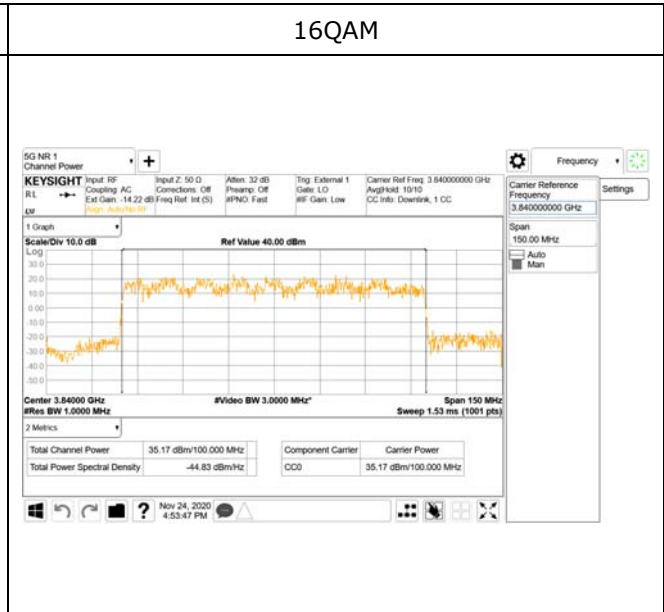 16QAM
5G NR 1
Channel Power
+
Frequency
KEYSIGHT
RL
Input: RF
Coupling: AC
Ext Gain: -14.22 dB
Align: Auto/No RF
Input Z: 50 Ω
Corrections: Off
Freq Ref: Int (S)
Atten: 32 dB
Preamp: Off
#PNO: Fast
Trig: External 1
Gate: LO
#IF Gain: Low
Carrier Ref Freq: 3.840000000 GHz
Avg|Hold: 10/10
CC Info: Downlink, 1 CC
Carrier Reference
Frequency
3.840000000 GHz
Settings
Span
150.00 MHz
Auto
Man
1 Graph
Scale/Div 10.0 dB
Ref Value 40.00 dBm
Log
30.0
20.0
10.0
0.00
-10.0
-20.0
-30.0
-40.0
-50.0
Center 3.84000 GHz
#Video BW 3.0000 MHz*
Span 150 MHz
#Res BW 1.0000 MHz
Sweep 1.53 ms (1001 pts)
2 Metrics
Total Channel Power 35.17 dBm/100.000 MHz
Total Power Spectral Density -44.83 dBm/Hz
Component Carrier Carrier Power
CC0 35.17 dBm/100.000 MHz
?
Nov 24, 2020
4:53:47 PM